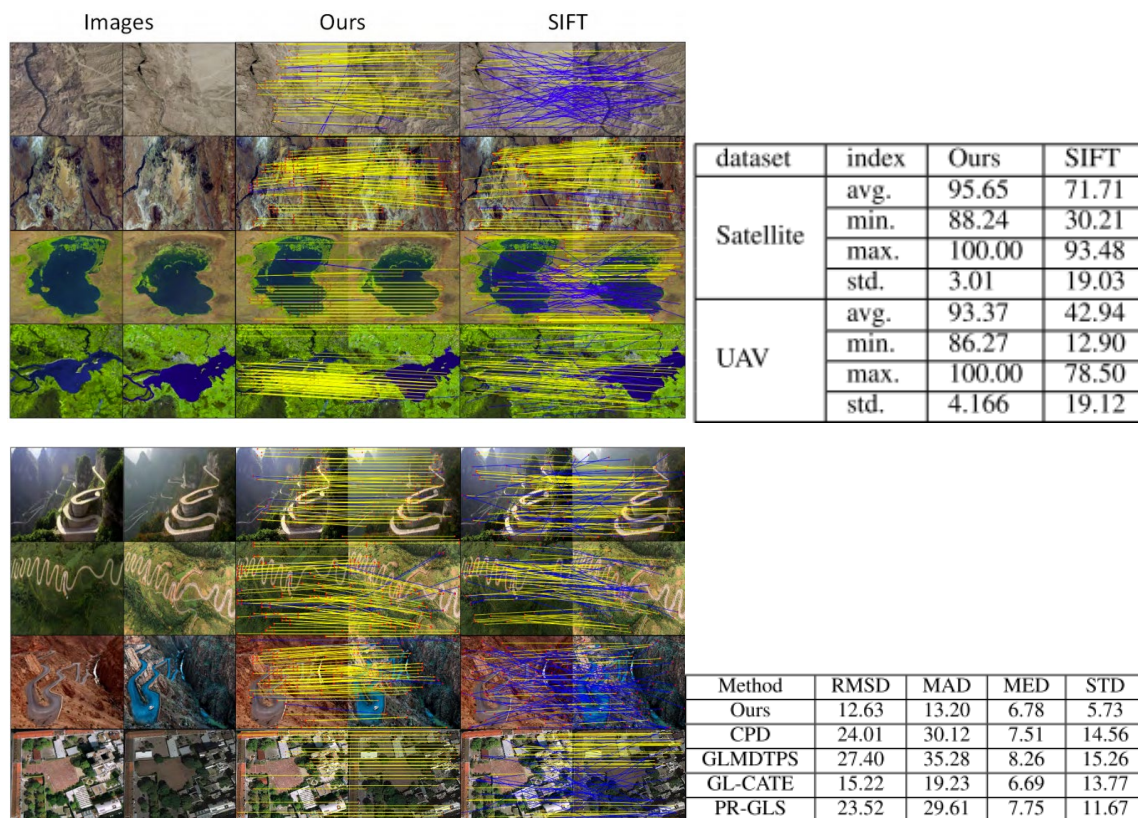 Images Ours SIFT
dataset index Ours SIFT
Satellite avg. 95.65 71.71
min. 88.24 30.21
max. 100.00 93.48
std. 3.01 19.03
UAV avg. 93.37 42.94
min. 86.27 12.90
max. 100.00 78.50
std. 4.166 19.12
Method RMSD MAD MED STD
Ours 12.63 13.20 6.78 5.73
CPD 24.01 30.12 7.51 14.56
GLMDTPS 27.40 35.28 8.26 15.26
GL-CATE 15.22 19.23 6.69 13.77
PR-GLS 23.52 29.61 7.75 11.67